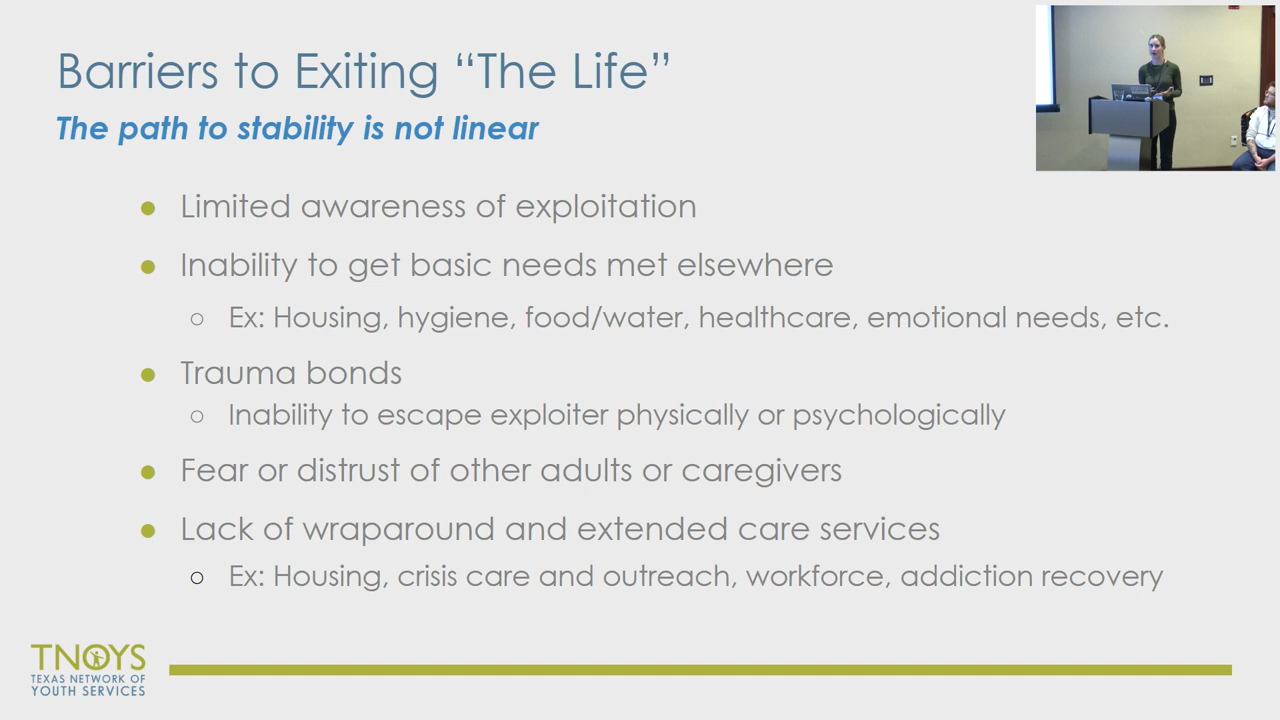 Barriers to Exiting “The Life”
The path to stability is not linear
● Limited awareness of exploitation
● Inability to get basic needs met elsewhere
○ Ex: Housing, hygiene, food/water, healthcare, emotional needs, etc.
● Trauma bonds
○ Inability to escape exploiter physically or psychologically
● Fear or distrust of other adults or caregivers
● Lack of wraparound and extended care services
○ Ex: Housing, crisis care and outreach, workforce, addiction recovery
TNOYS
TEXAS NETWORK OF
YOUTH SERVICES